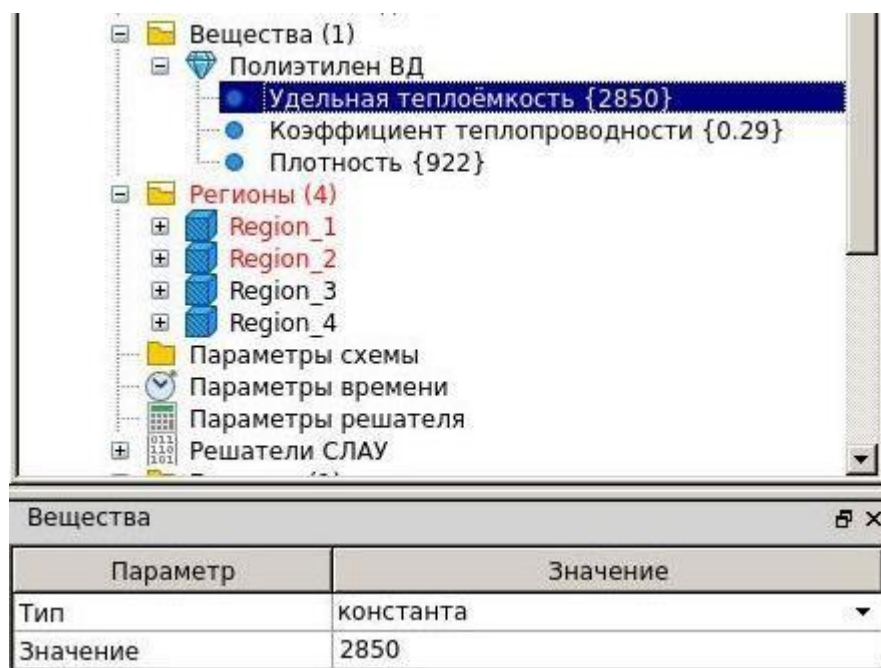 Вещества (1)
Полиэтилен ВД
Удельная теплоёмкость {2850}
Коэффициент теплопроводности {0.29}
Плотность {922}
Регионы (4)
Region_1
Region_2
Region_3
Region_4
Параметры схемы
Параметры времени
Параметры решателя
Решатели СЛАУ
Вещества
Параметр Значение
Тип константа
Значение 2850